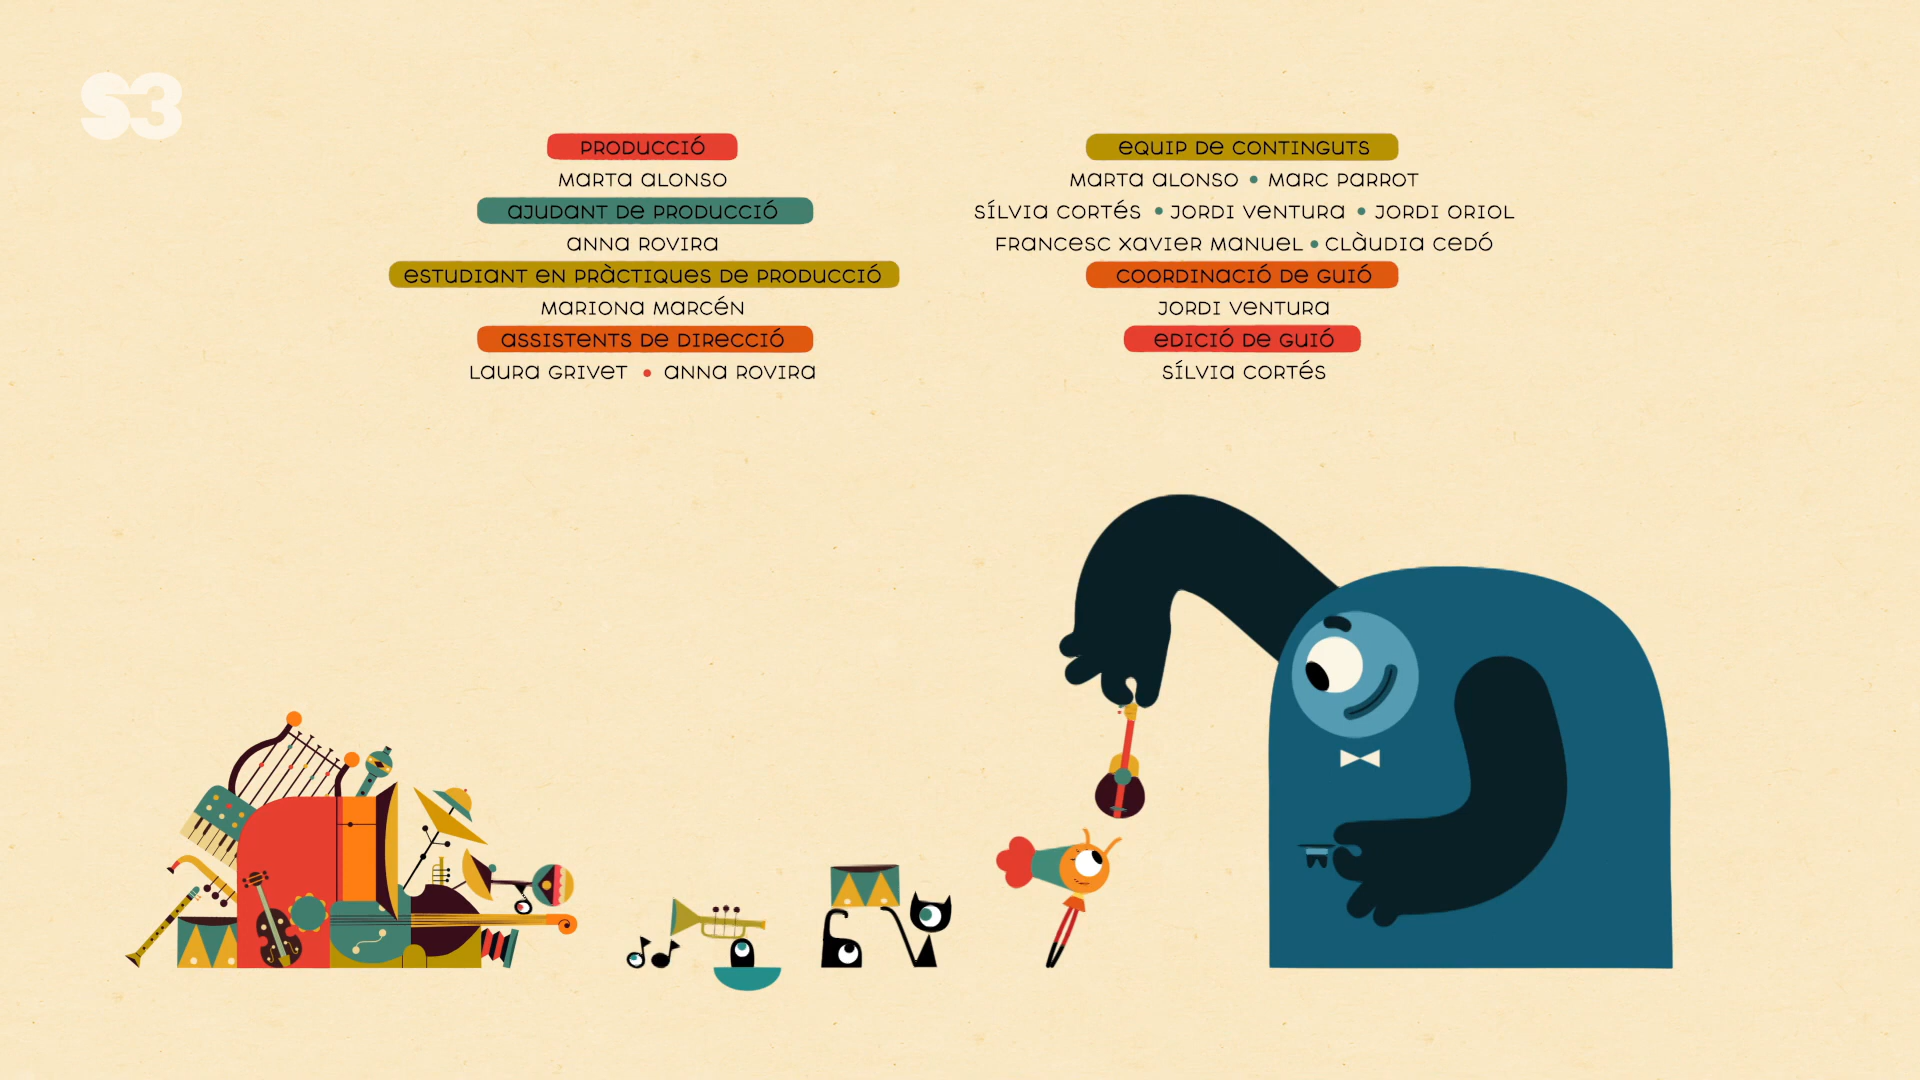 S3
PRODUCCIÓ
MARTA ALONSO
AJUDANT DE PRODUCCIÓ
ANNA ROVIRA
ESTUDIANT EN PRÀCTIQUES DE PRODUCCIÓ
MARIONA MARCÉN
ASSISTENTS DE DIRECCIÓ
LAURA GRIVET • ANNA ROVIRA
EQUIP DE CONTINGUTS
MARTA ALONSO • MARC PARROT
SÍLVIA CORTÉS • JORDI VENTURA • JORDI ORIOL
FRANCESC XAVIER MANUEL • CLÀUDIA CEDÓ
COORDINACIÓ DE GUIÓ
JORDI VENTURA
EDICIÓ DE GUIÓ
SÍLVIA CORTÉS